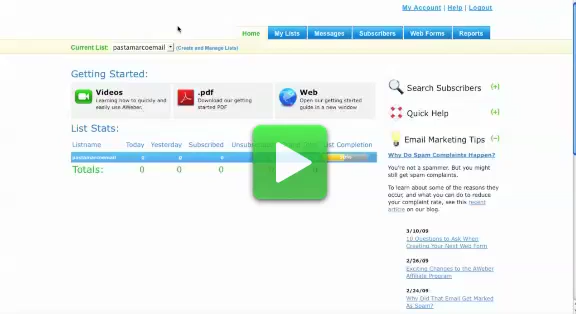 My Account | Help | Logout
Home
My Lists
Messages
Subscribers
Web Forms
Reports
Current List: pastamarcoemail (Create and Manage Lists)
Getting Started:
Videos
Learning how to quickly and
easily use AWeber.
.pdf
Download our getting
started PDF
Web
Open our getting started
guide in a new window
List Stats:
Listname Today Yesterday Subscribed List Completion
pastamarcoemail 0 0 0
Totals: 0 0 0 0
Search Subscribers (+)
Quick Help (+)
Email Marketing Tips (−)
Why Do Spam Complaints Happen?
You're not a spammer. But you might
still get spam complaints.
To learn about some of the reasons they
occur, and what you can do to reduce
your complaint rate, see this recent
article on our blog.
3/10/09
10 Questions to Ask When
Creating Your Next Web Form
2/26/09
Exciting Changes to the AWeber
Affiliate Program
2/24/09
Why Did That Email Get Marked
As Spam?